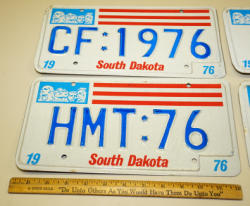 CF:1976
19 South Dakota 76
HMT:76
19 South Dakota 76
"Do Unto Others As You Would Have Them Do Unto You"